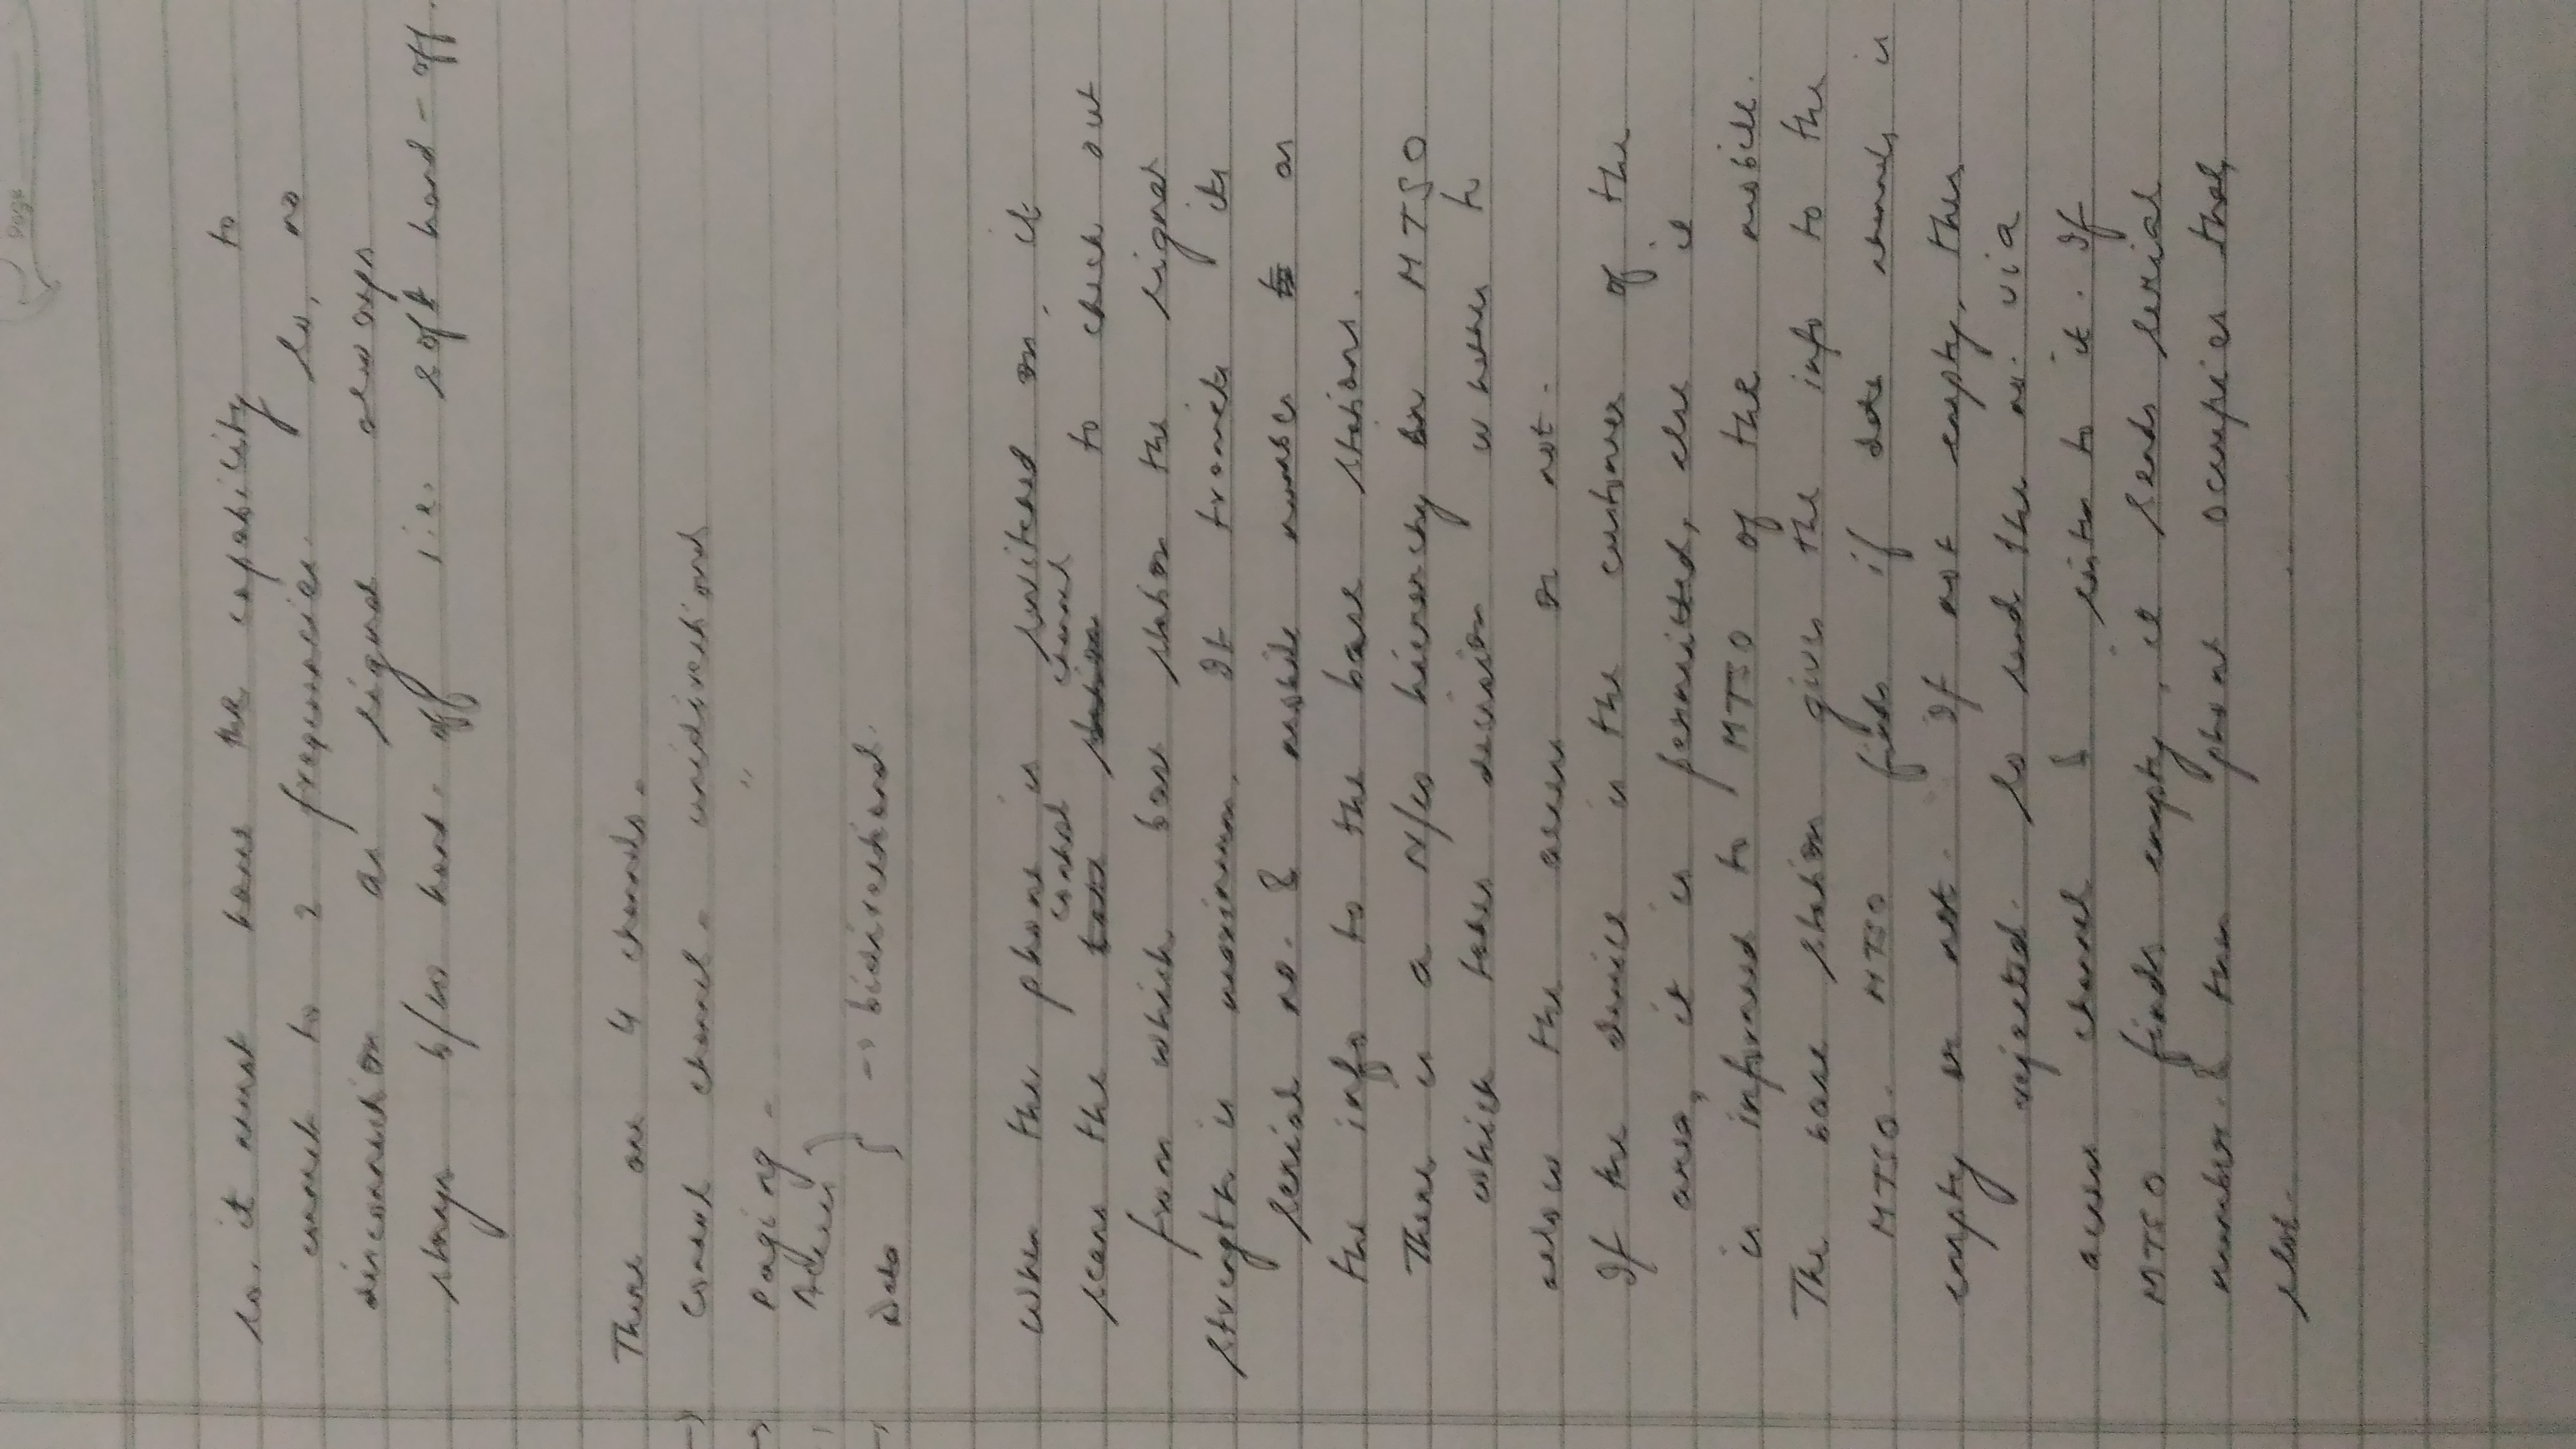 Page
So, it must have the capability to
connect to 2 frequencies. So, no
disconnection as signal always
stays b/w hand-off i.e. soft hand-off.
There are 4 channels.
→ Control channel - unidirectional
→ Paging - "
Access
→ Data } → bidirectional.
When the phone is switched on, it
control channel
scans the to check out
from which base station the signal
strength is maximum. It transmits its
serial no. & mobile number as
the info to the base stations.
There is a N/w hierarchy in MTSO
which takes decision whether to
allow the access or not.
If the device is the customer of the
area, it is permitted, else it
is informed to MTSO of the mobile.
The base station gives the info to the
MTSO. MTSO finds if data channels is
empty or not. If not empty, then
rejected. So send the no. via
access channel & listen to it. If
MTSO finds empty, it sends serial
number & then phone occupies that
slot.